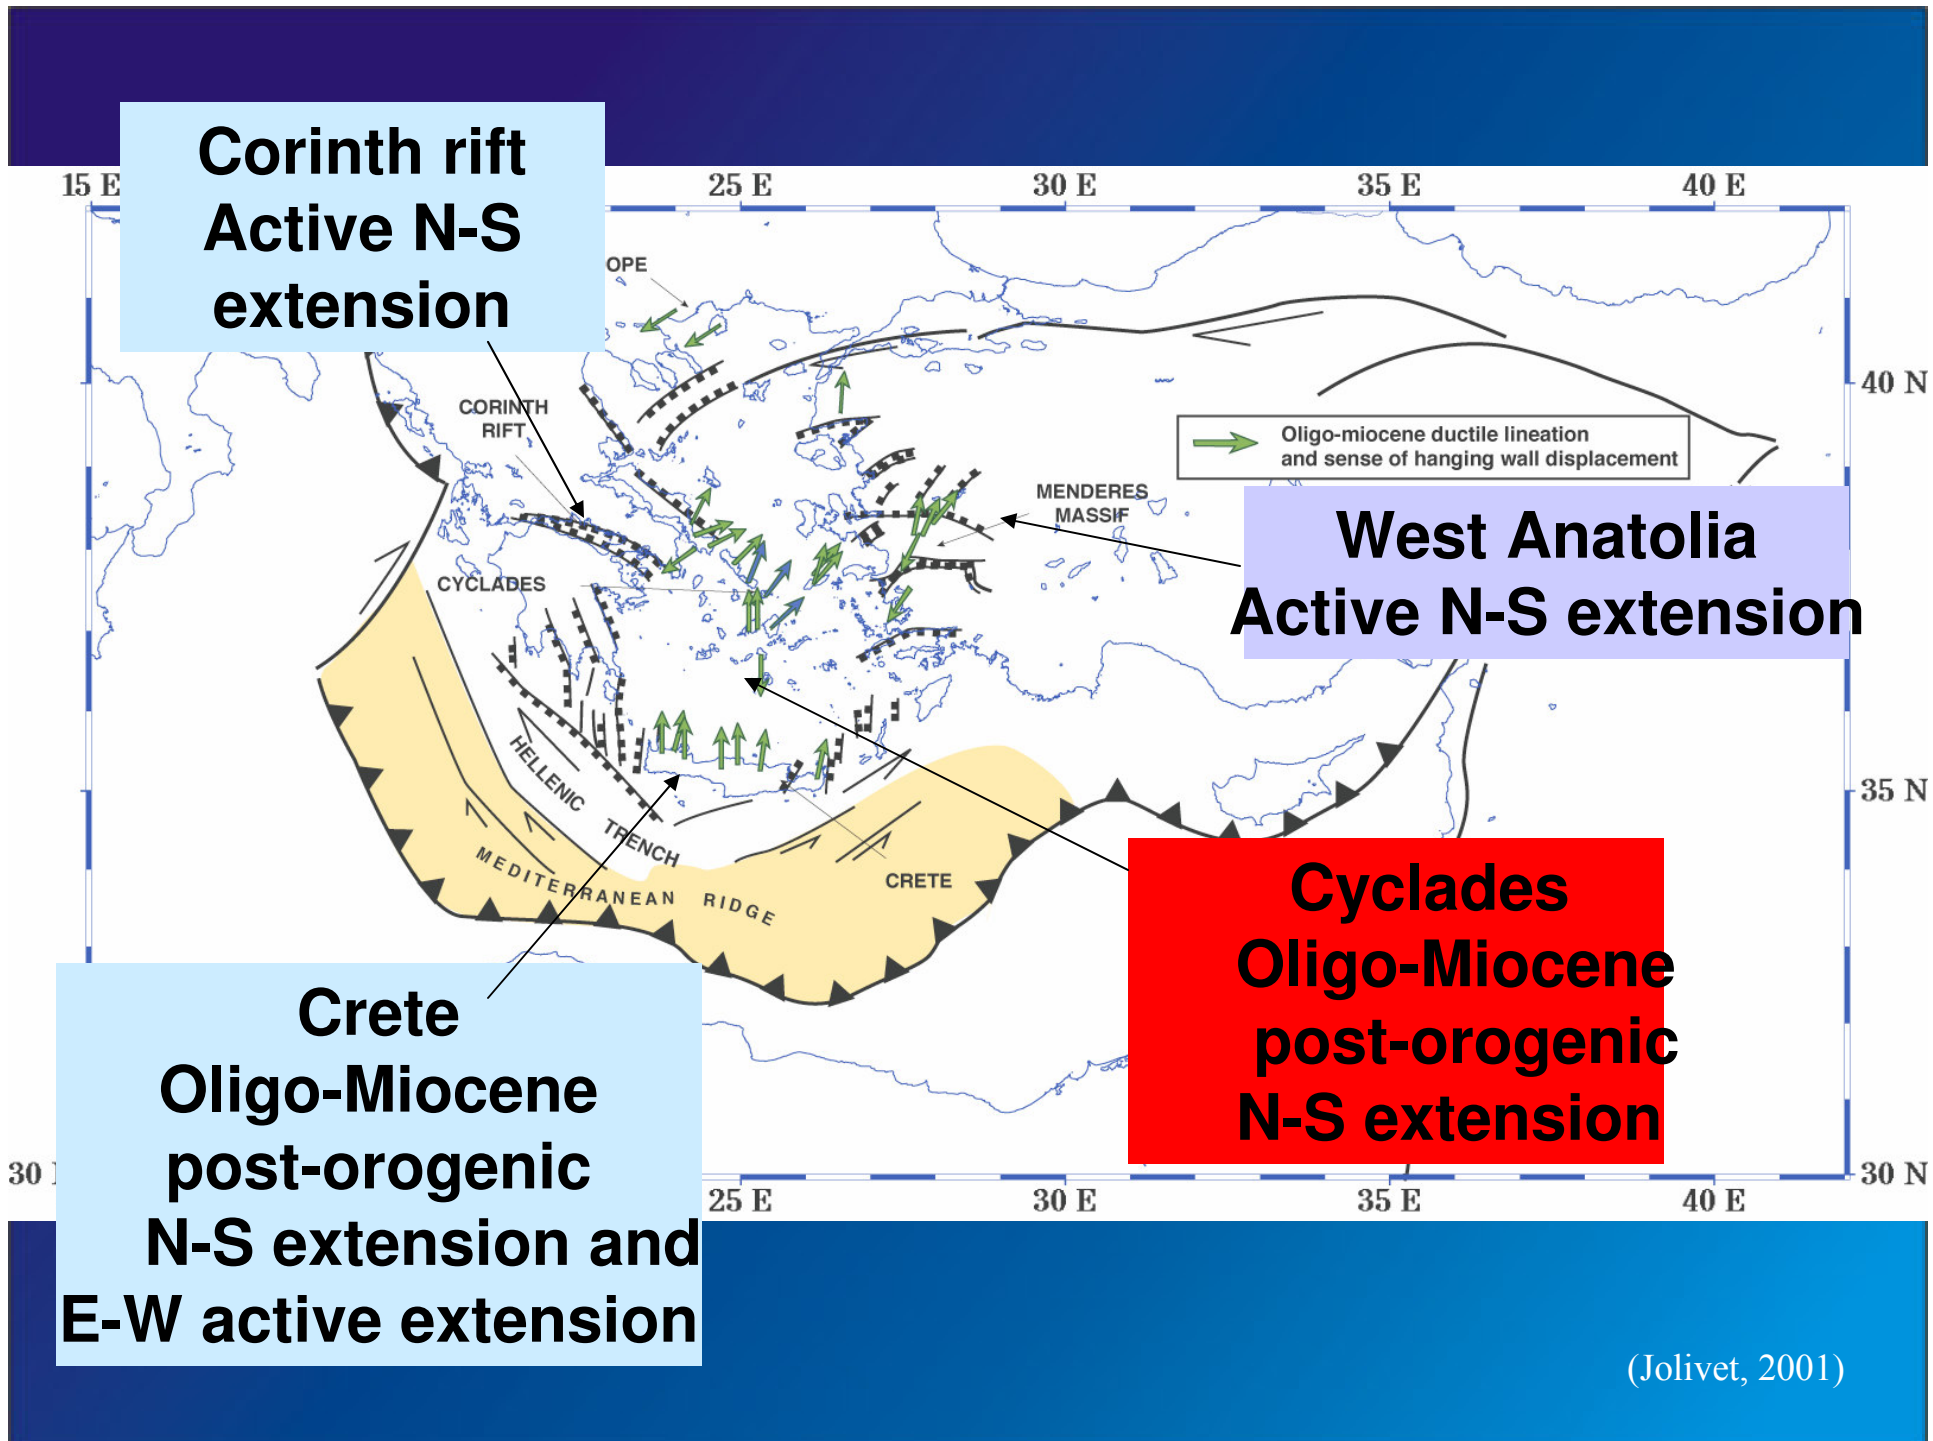 Corinth rift
Active N-S
extension
15 E
25 E
30 E
35 E
40 E
OPE
40 N
CORINTH
RIFT
Oligo-miocene ductile lineation
and sense of hanging wall displacement
MENDERES
MASSIF
West Anatolia
Active N-S extension
CYCLADES
HELLENIC
TRENCH
35 N
MEDITERRANEAN RIDGE
CRETE
Cyclades
Oligo-Miocene
post-orogenic
N-S extension
Crete
Oligo-Miocene
post-orogenic
N-S extension and
E-W active extension
30
30 N
25 E
30 E
35 E
40 E
(Jolivet, 2001)